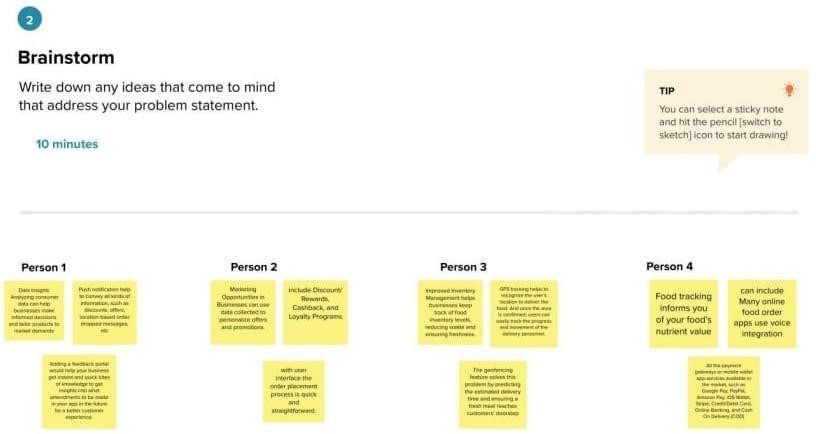 2
Brainstorm
Write down any ideas that come to mind
that address your problem statement.
10 minutes
TIP
You can select a sticky note
and hit the pencil [switch to
sketch] icon to start drawing!
Person 1
Data Insights
Analyzing consumer
data can help
businesses make
informed decisions
and tailor products to
market demands
Push notification help
to convey all kinds of
information, such as
discounts, offers,
location-based order
dropped messages,
etc
Adding a feedback portal
would help your business
get instant and quick bites
of knowledge to get
insights into what
amendments to be made
in your app in the future
for a better customer
experience.
Person 2
Marketing
Opportunities in
Businesses can use
data collected to
personalize offers
and promotions.
include Discount/
Rewards,
Cashback, and
Loyalty Programs
with user
interface the
order placement
process is quick
and
straightforward.
Person 3
Improved Inventory
Management helps
businesses keep
track of food
inventory levels,
reducing waste and
ensuring freshness.
GPS tracking helps to
recognize the user's
location to deliver the
food. And once the area
is confirmed, users can
easily track the progress
and movement of the
delivery personnel.
The geofencing
feature solves this
problem by predicting
the estimated delivery
time and ensuring a
fresh meal reaches
customers' doorstep
Person 4
Food tracking
informs you
of your food's
nutrient value
can include
Many online
food order
apps use voice
integration
All the payment
gateways or mobile wallet
app services available in
the market, such as
Google Pay, PayPal,
Amazon Pay, iOS Wallet,
Stripe, Credit/Debit Card,
Online Banking, and Cash
On Delivery (COD)